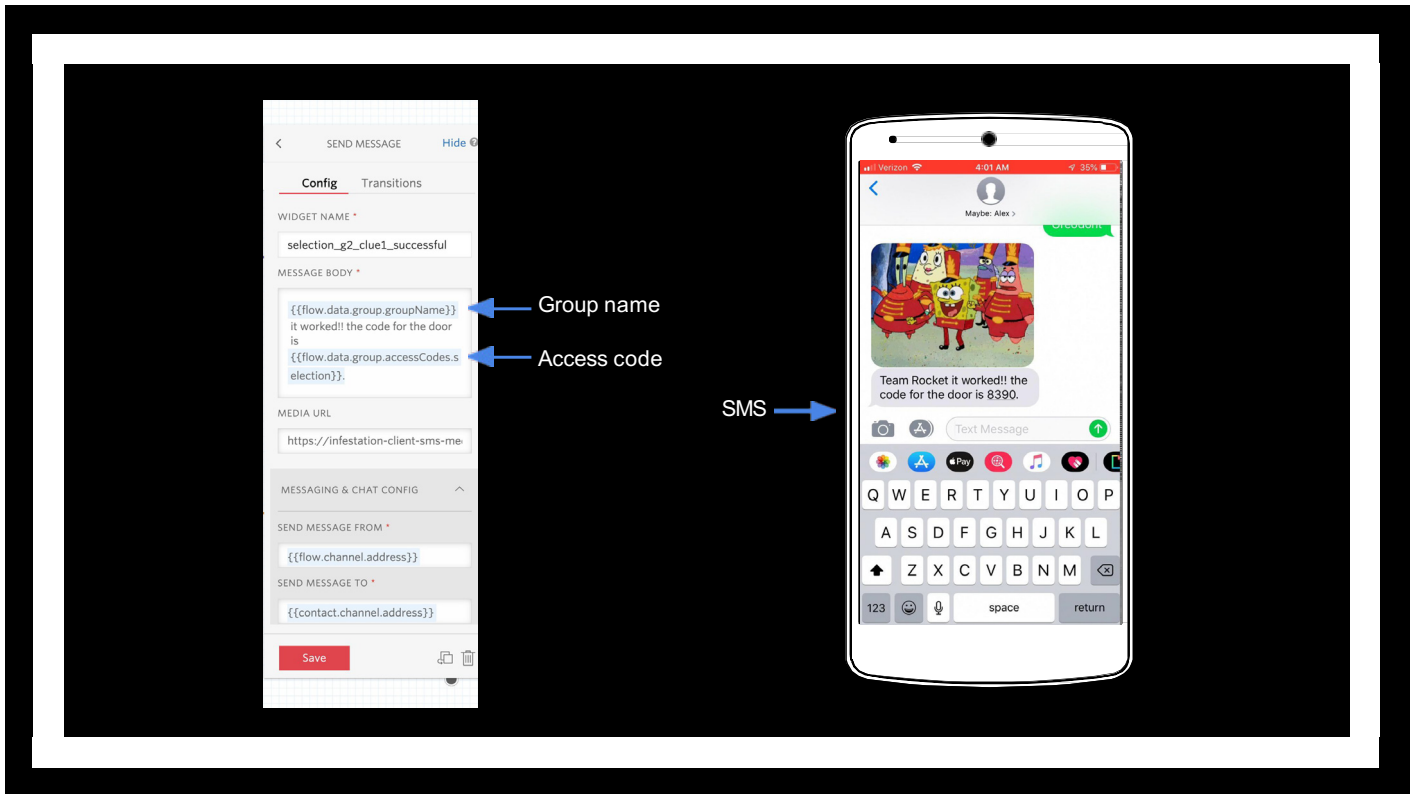 SEND MESSAGE
Hide
Config Transitions
WIDGET NAME *
selection_g2_clue1_successful
MESSAGE BODY *
{{flow.data.group.groupName}}
it worked!! the code for the door
is
{{flow.data.group.accessCodes.s
election}}.
MEDIA URL
https://infestation-client-sms-me
MESSAGING & CHAT CONFIG
SEND MESSAGE FROM *
{{flow.channel.address}}
SEND MESSAGE TO *
{{contact.channel.address}}
Save
Group name
Access code
SMS
Verizon 4:01 AM 35%
Maybe: Alex >
Team Rocket it worked!! the
code for the door is 8390.
Text Message
Pay
Q W E R T Y U I O P
A S D F G H J K L
Z X C V B N M
123 space return